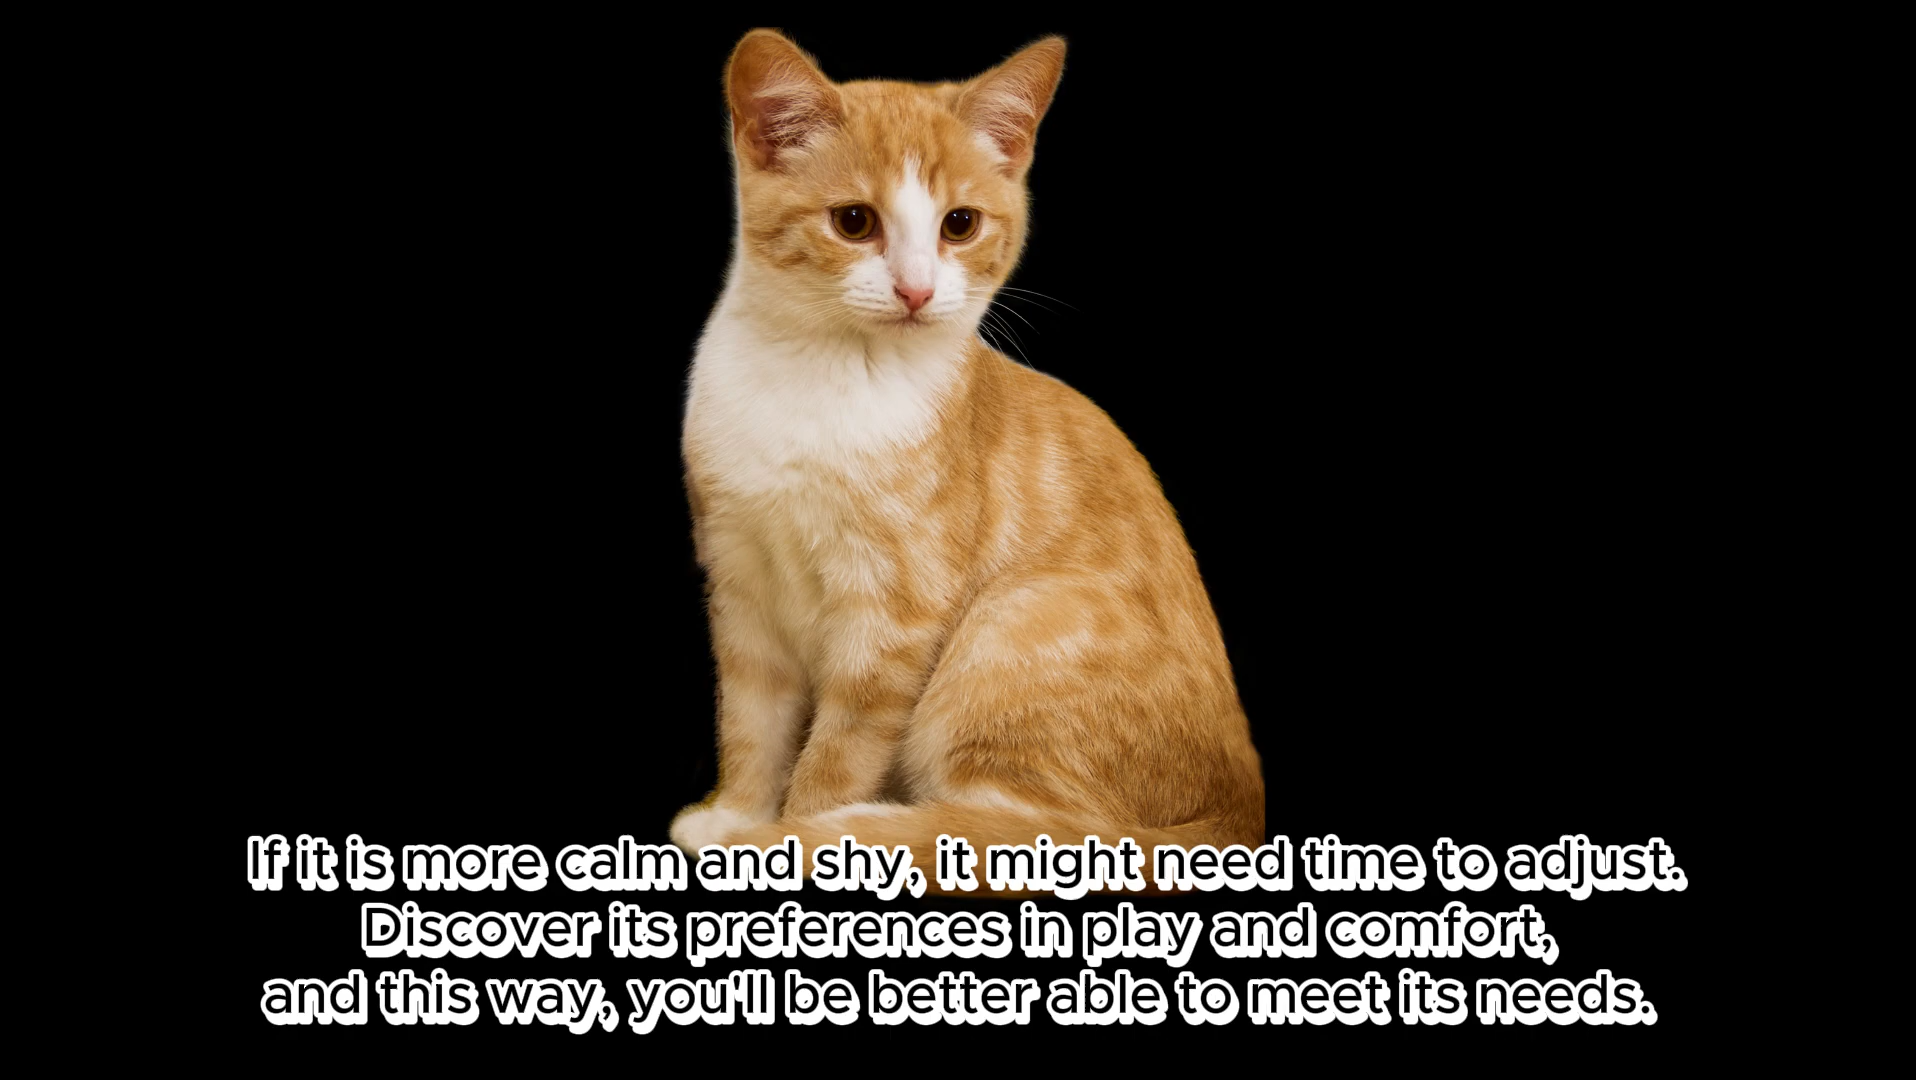 If it is more calm and shy, it might need time to adjust.
Discover its preferences in play and comfort,
and this way, you'll be better able to meet its needs.